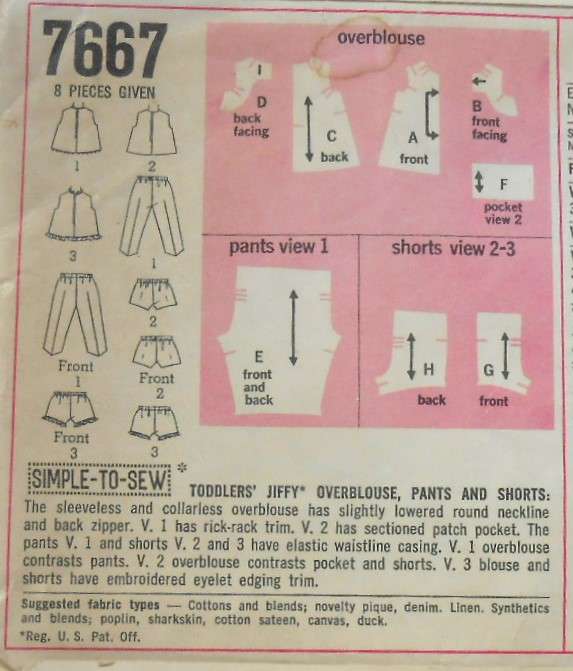 7667
8 PIECES GIVEN
1
2
3
1
2
Front
1
Front
2
Front
3
3
overblouse
I
D
back
facing
C
back
A
front
B
front
facing
F
pocket
view 2
pants view 1
E
front
and
back
shorts view 2-3
H
back
G
front
SIMPLE-TO-SEW*
TODDLERS' JIFFY* OVERBLOUSE, PANTS AND SHORTS:
The sleeveless and collarless overblouse has slightly lowered round neckline
and back zipper. V. 1 has rick-rack trim. V. 2 has sectioned patch pocket. The
pants V. 1 and shorts V. 2 and 3 have elastic waistline casing. V. 1 overblouse
contrasts pants. V. 2 overblouse contrasts pocket and shorts. V. 3 blouse and
shorts have embroidered eyelet edging trim.
Suggested fabric types — Cottons and blends; novelty pique, denim. Linen. Synthetics
and blends; poplin, sharkskin, cotton sateen, canvas, duck.
*Reg. U. S. Pat. Off.